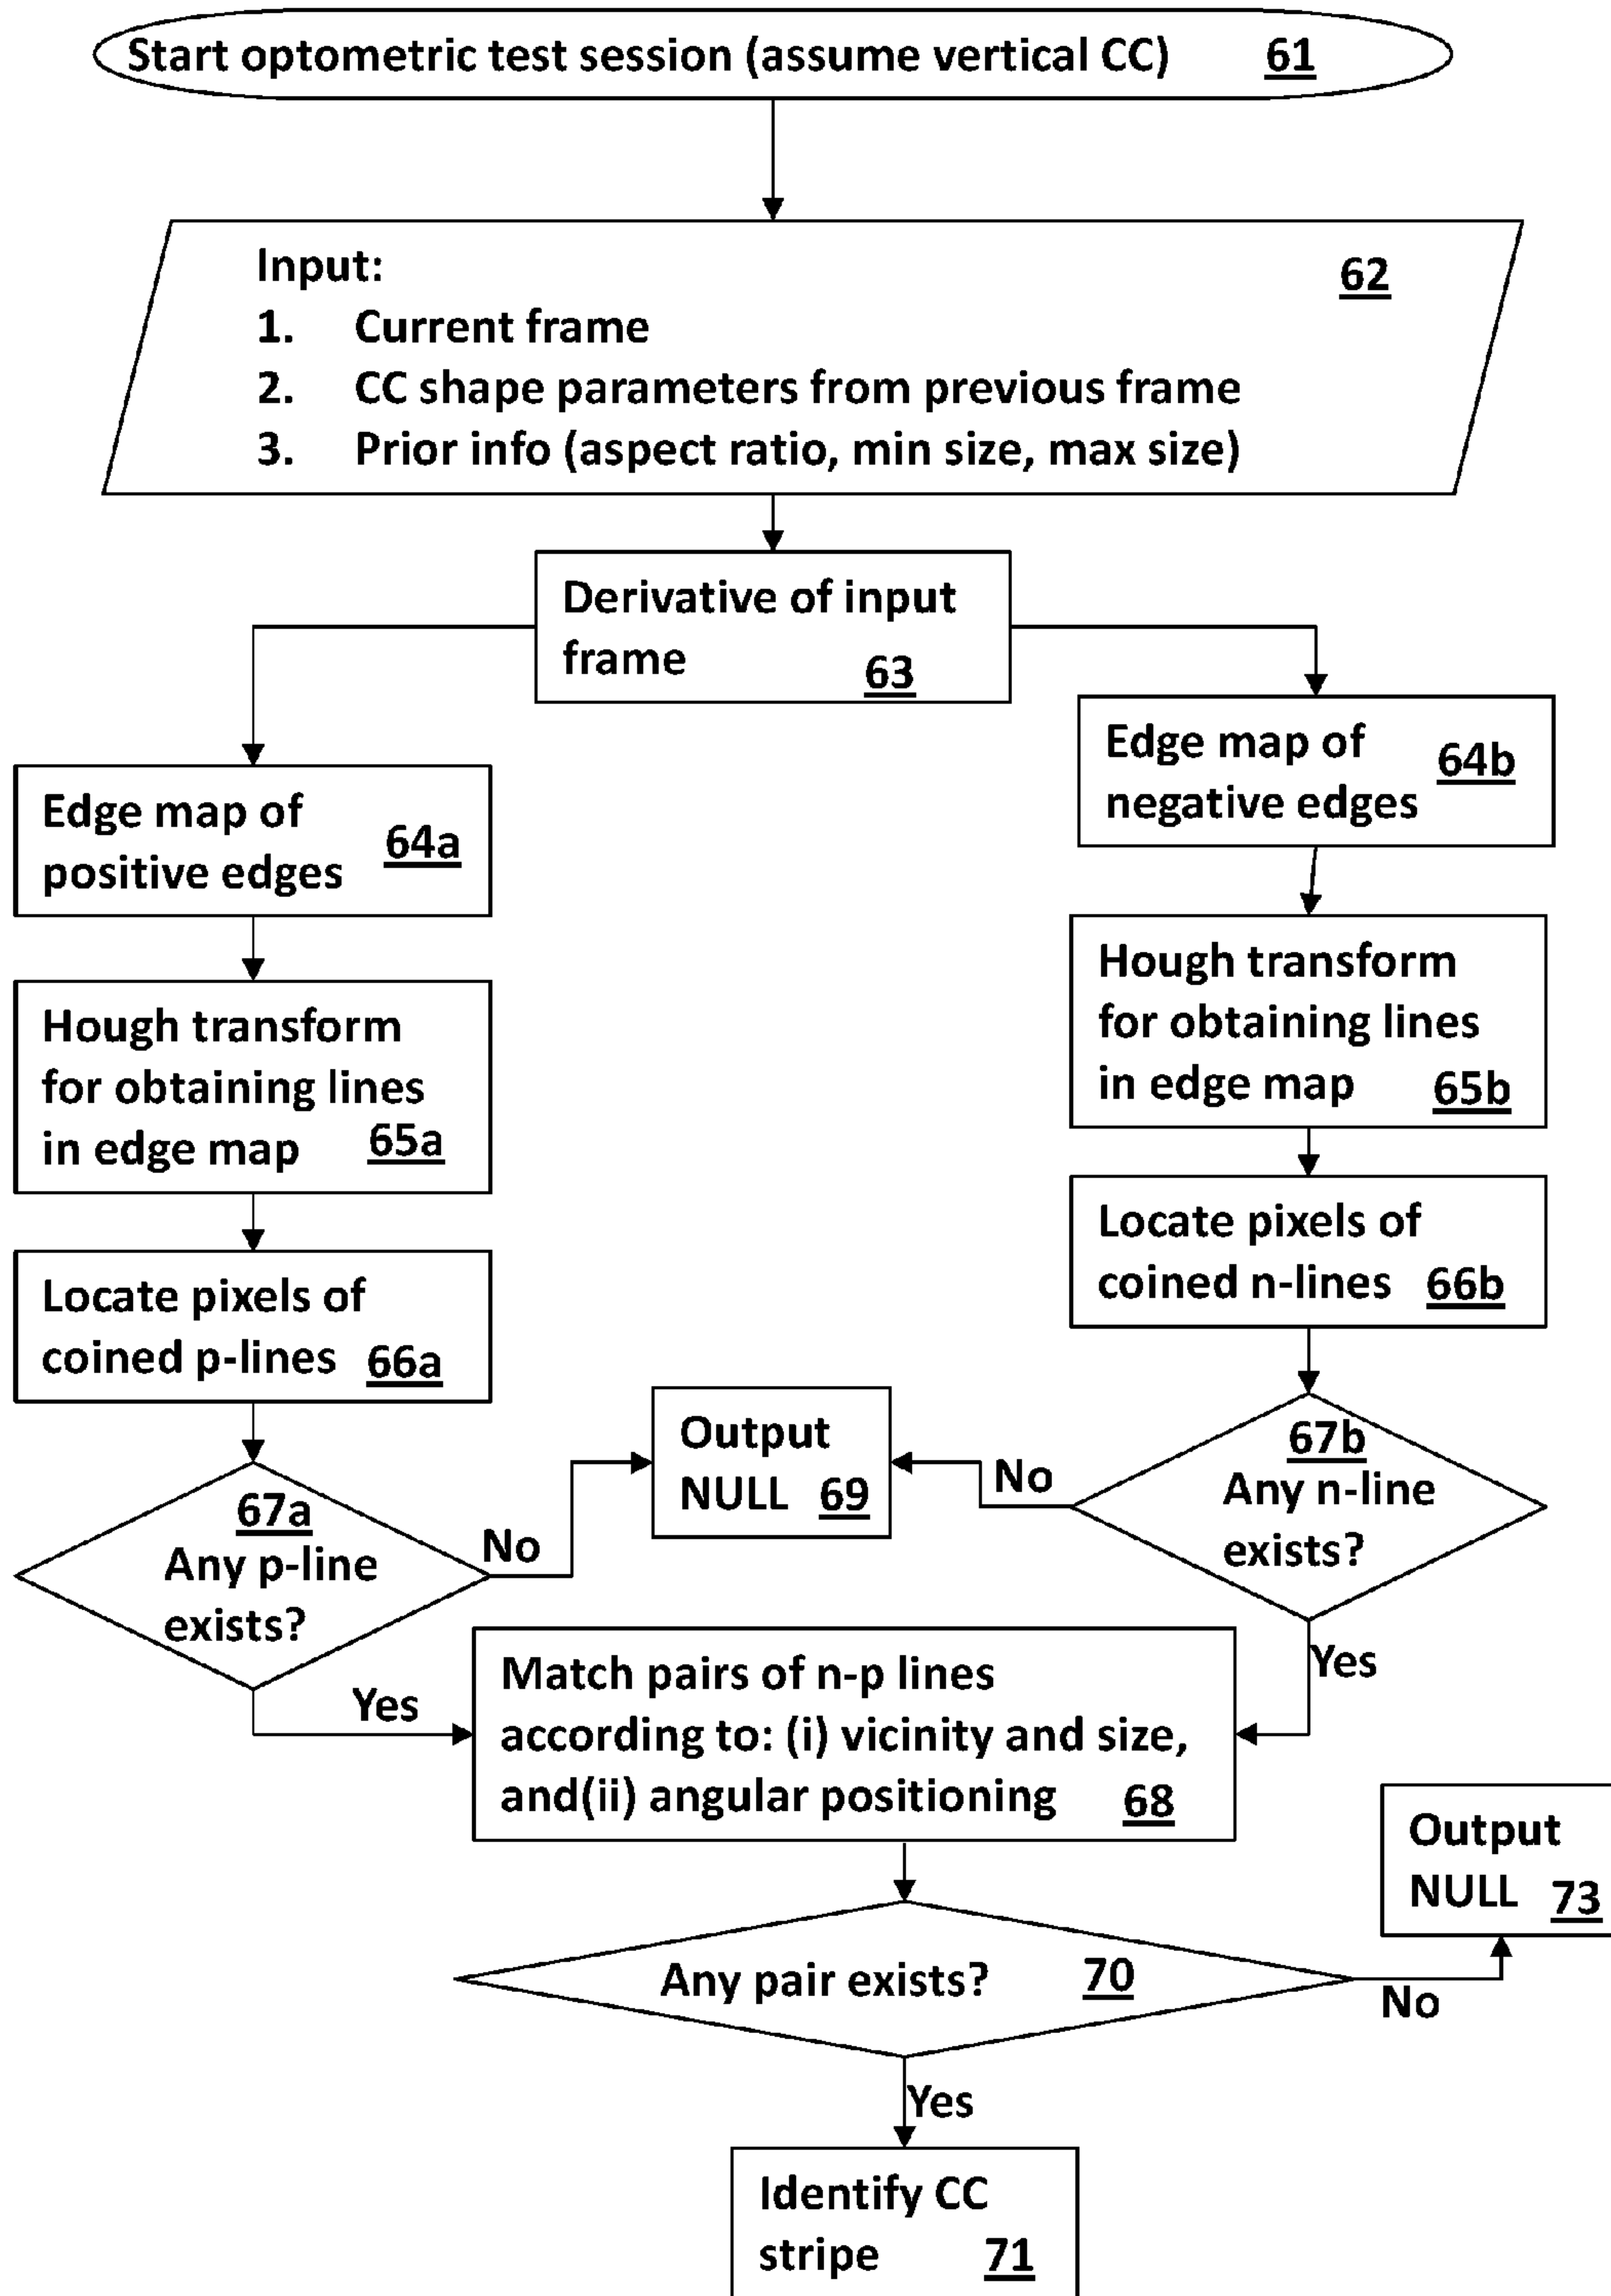 Start optometric test session (assume vertical CC) 61
Input: 62
1. Current frame
2. CC shape parameters from previous frame
3. Prior info (aspect ratio, min size, max size)
Derivative of input
frame 63
Edge map of
positive edges 64a
Edge map of
negative edges 64b
Hough transform
for obtaining lines
in edge map 65a
Hough transform
for obtaining lines
in edge map 65b
Locate pixels of
coined p-lines 66a
Locate pixels of
coined n-lines 66b
67a
Any p-line
exists?
No
Output
NULL 69
No
67b
Any n-line
exists?
Yes
Yes
Match pairs of n-p lines
according to: (i) vicinity and size,
and(ii) angular positioning 68
Any pair exists? 70
No
Output
NULL 73
Yes
Identify CC
stripe 71